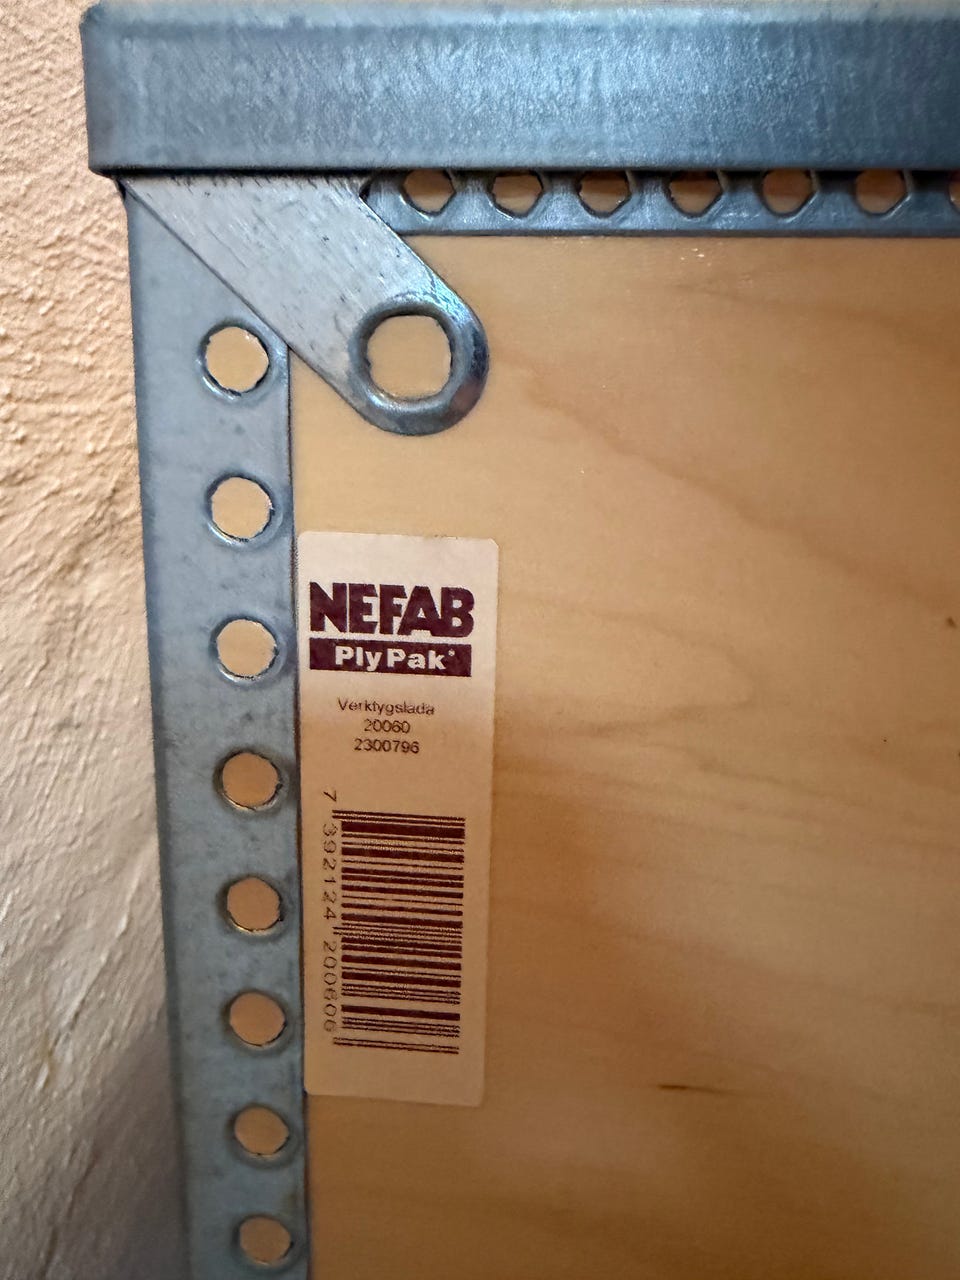 NEFAB
PlyPak®
Verktygslåda
20060
2300796
7 392124 200606